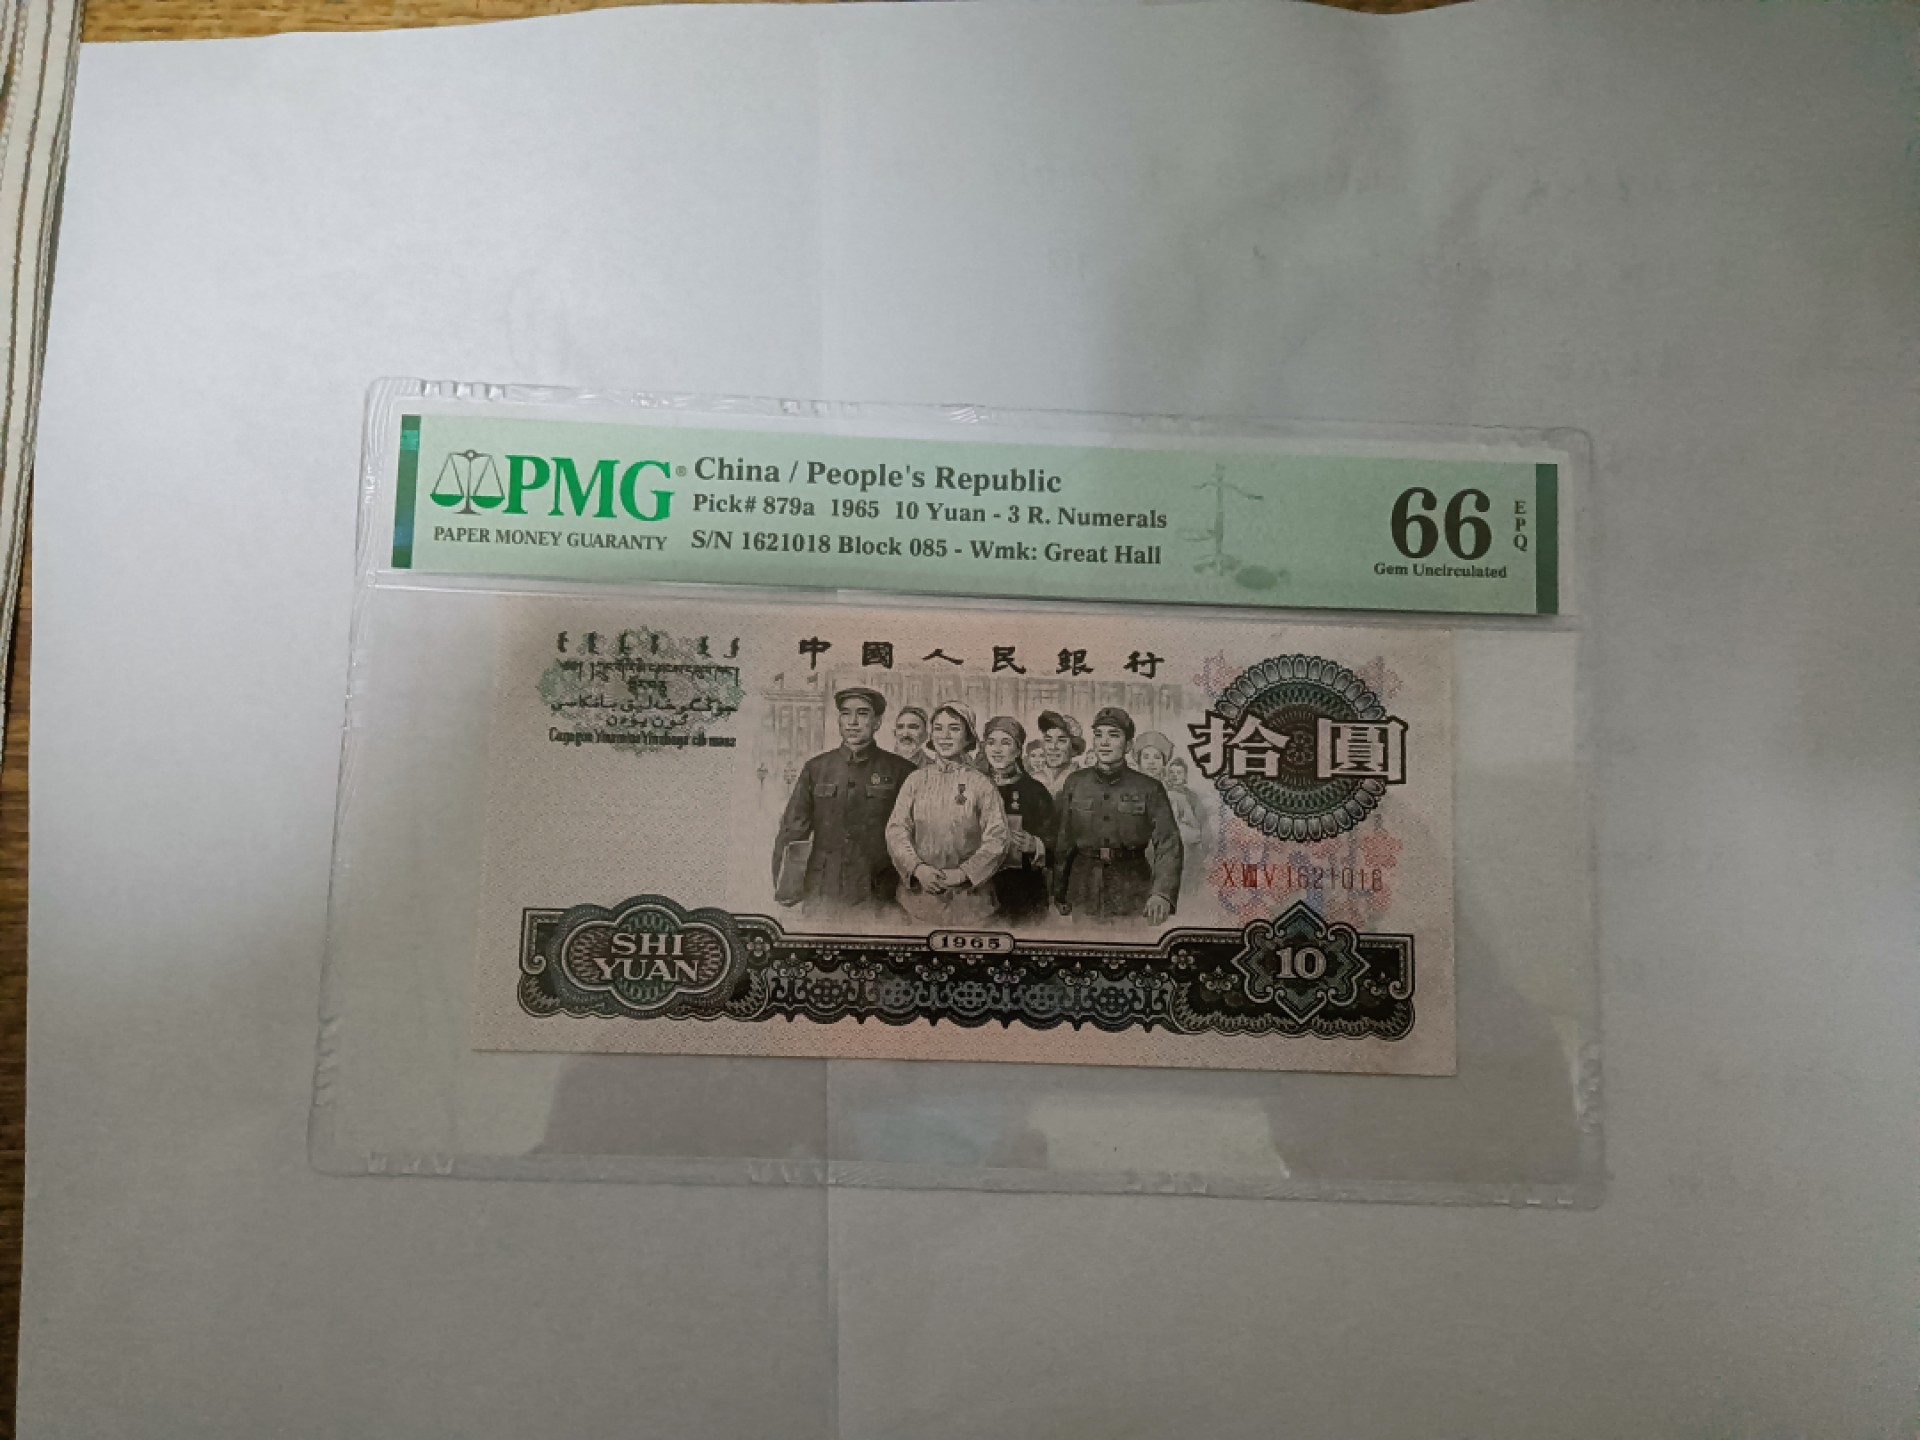 PMG®
PAPER MONEY GUARANTY
China / People's Republic
Pick# 879a 1965 10 Yuan - 3 R. Numerals
S/N 1621018 Block 085 - Wmk: Great Hall
66
EPQ
Gem Uncirculated
中國人民銀行
拾圓
1621018
1965
SHI
YUAN
10